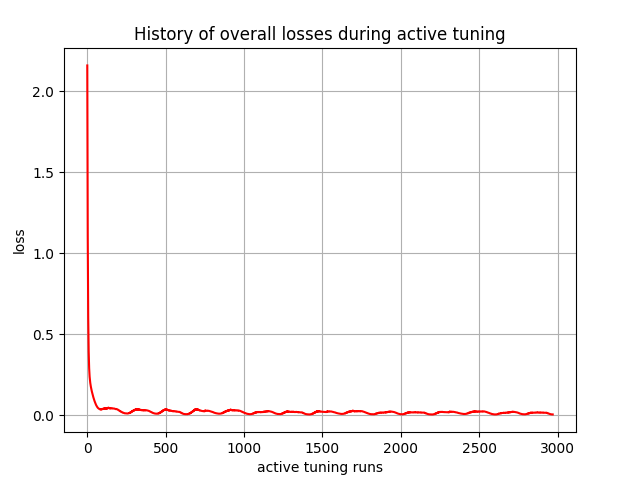 History of overall losses during active tuning
2.0
1.5
1.0
0.5
0.0
loss
0 500 1000 1500 2000 2500 3000
active tuning runs